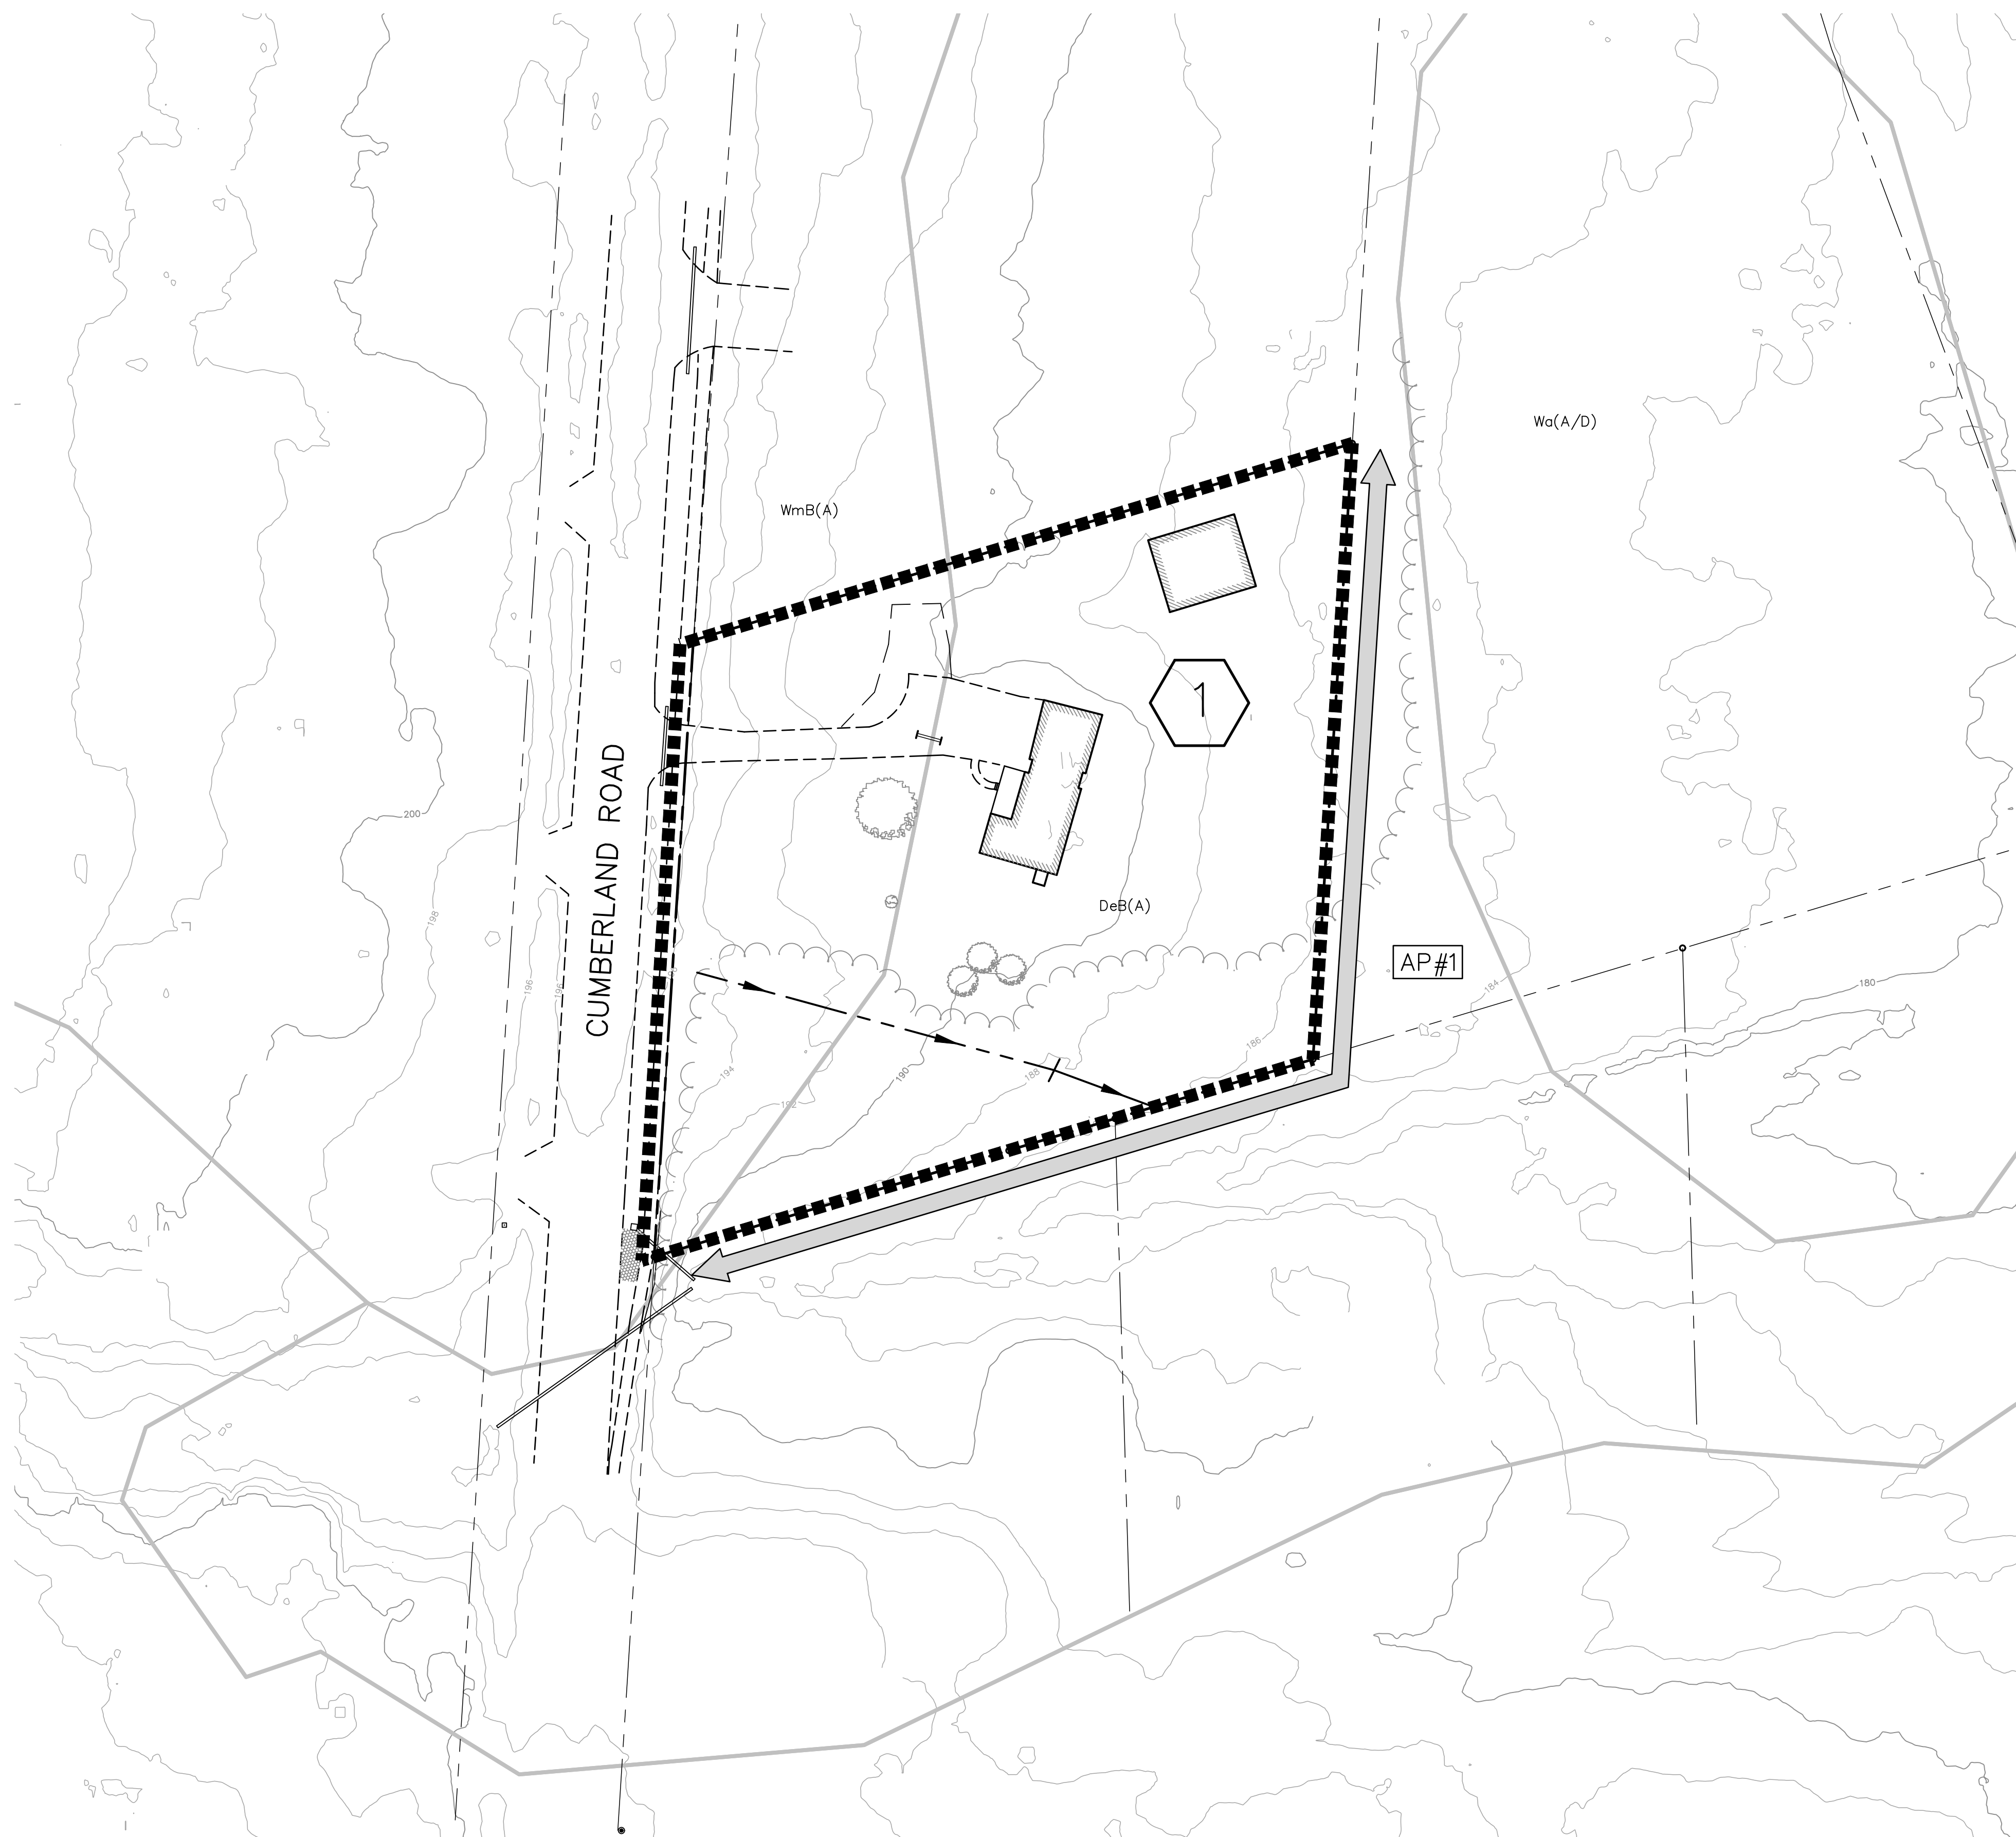 Wa(A/D)
WmB(A)
1
CUMBERLAND ROAD
200
198
DeB(A)
AP#1
196
196
184
180
186
194
190
188
192